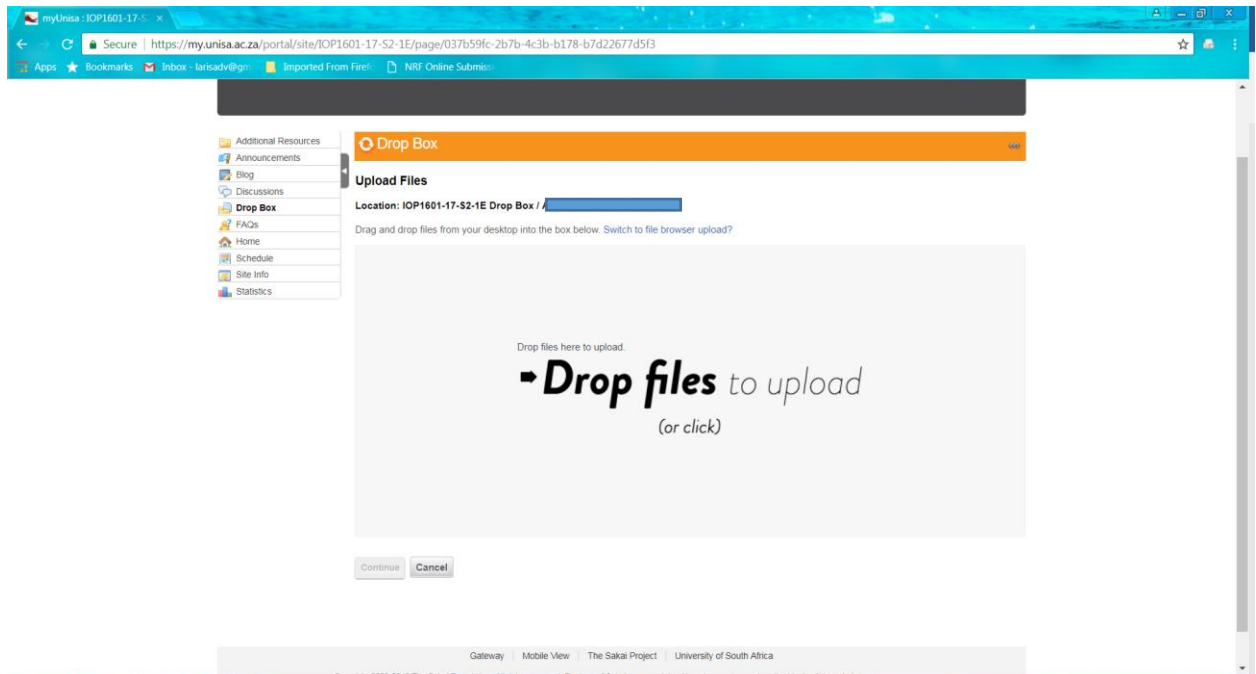 myUnisa : IOP1601-17-S
Secure | https://my.unisa.ac.za/portal/site/IOP1601-17-S2-1E/page/037b59fc-2b7b-4c3b-b178-b7d22677d5f3
Apps Bookmarks Inbox - larisadv@gm Imported From Firef NRF Online Submiss
Additional Resources
Announcements
Blog
Discussions
Drop Box
FAQs
Home
Schedule
Site Info
Statistics
Drop Box
Upload Files
Location: IOP1601-17-S2-1E Drop Box /
Drag and drop files from your desktop into the box below. Switch to file browser upload?
Drop files here to upload.
Drop files to upload
(or click)
Continue Cancel
Gateway | Mobile View | The Sakai Project | University of South Africa